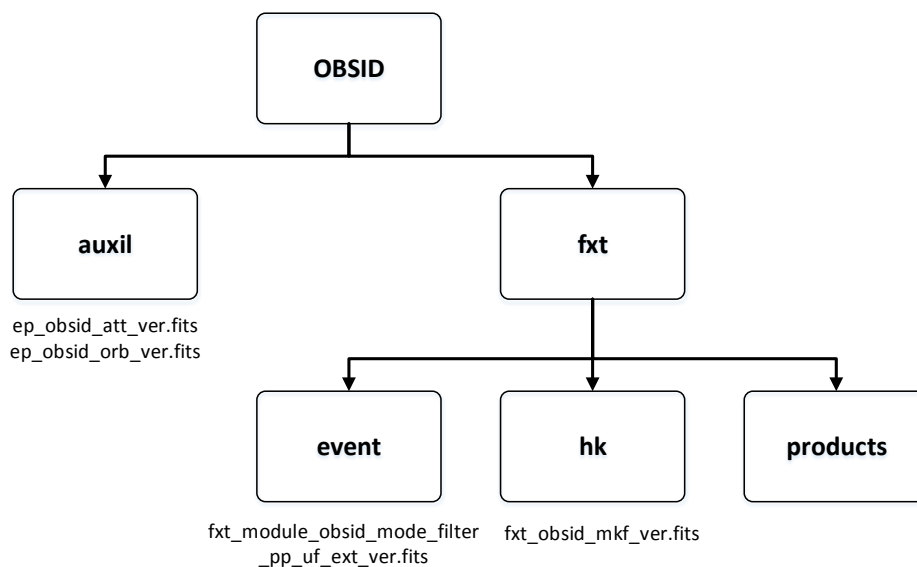 OBSID
auxil
fxt
ep_obsid_att_ver.fits
ep_obsid_orb_ver.fits
event
hk
products
fxt_module_obsid_mode_filter
_pp_uf_ext_ver.fits
fxt_obsid_mkf_ver.fits